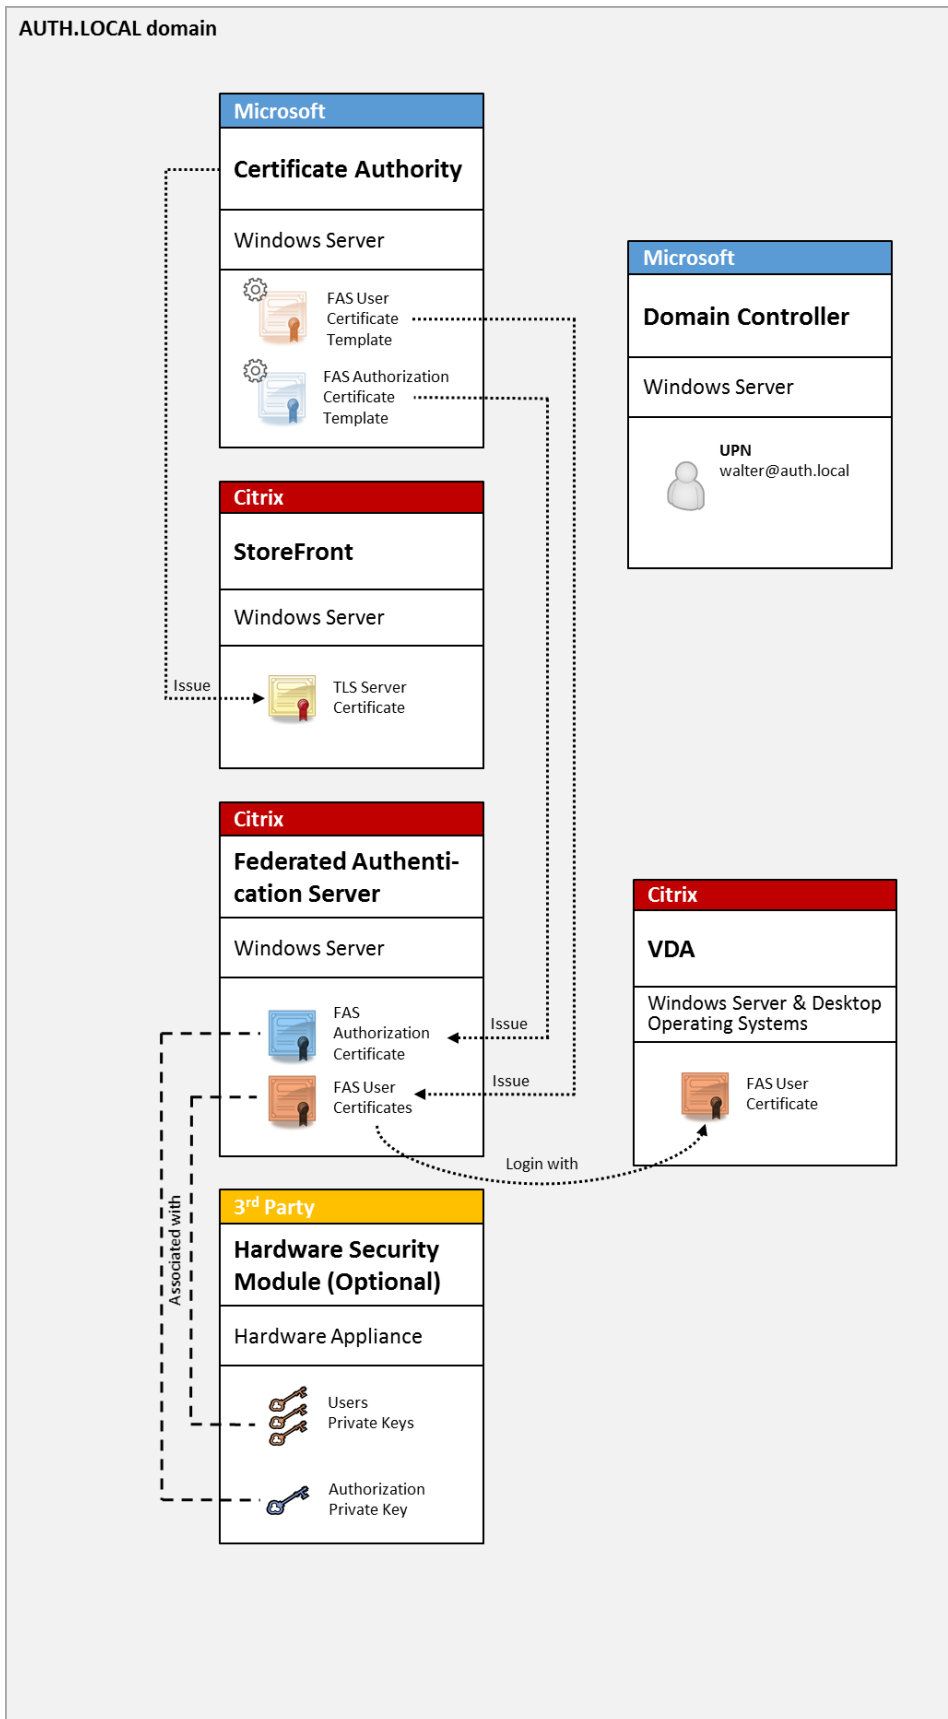 AUTH.LOCAL domain
Microsoft
Certificate Authority
Windows Server
FAS User
Certificate
Template
FAS Authorization
Certificate
Template
Microsoft
Domain Controller
Windows Server
UPN
walter@auth.local
Citrix
StoreFront
Windows Server
Issue
TLS Server
Certificate
Citrix
Federated Authenti-
cation Server
Windows Server
FAS
Authorization
Certificate
Issue
FAS User
Certificates
Issue
Citrix
VDA
Windows Server & Desktop
Operating Systems
FAS User
Certificate
Login with
Associated with
3rd Party
Hardware Security
Module (Optional)
Hardware Appliance
Users
Private Keys
Authorization
Private Key